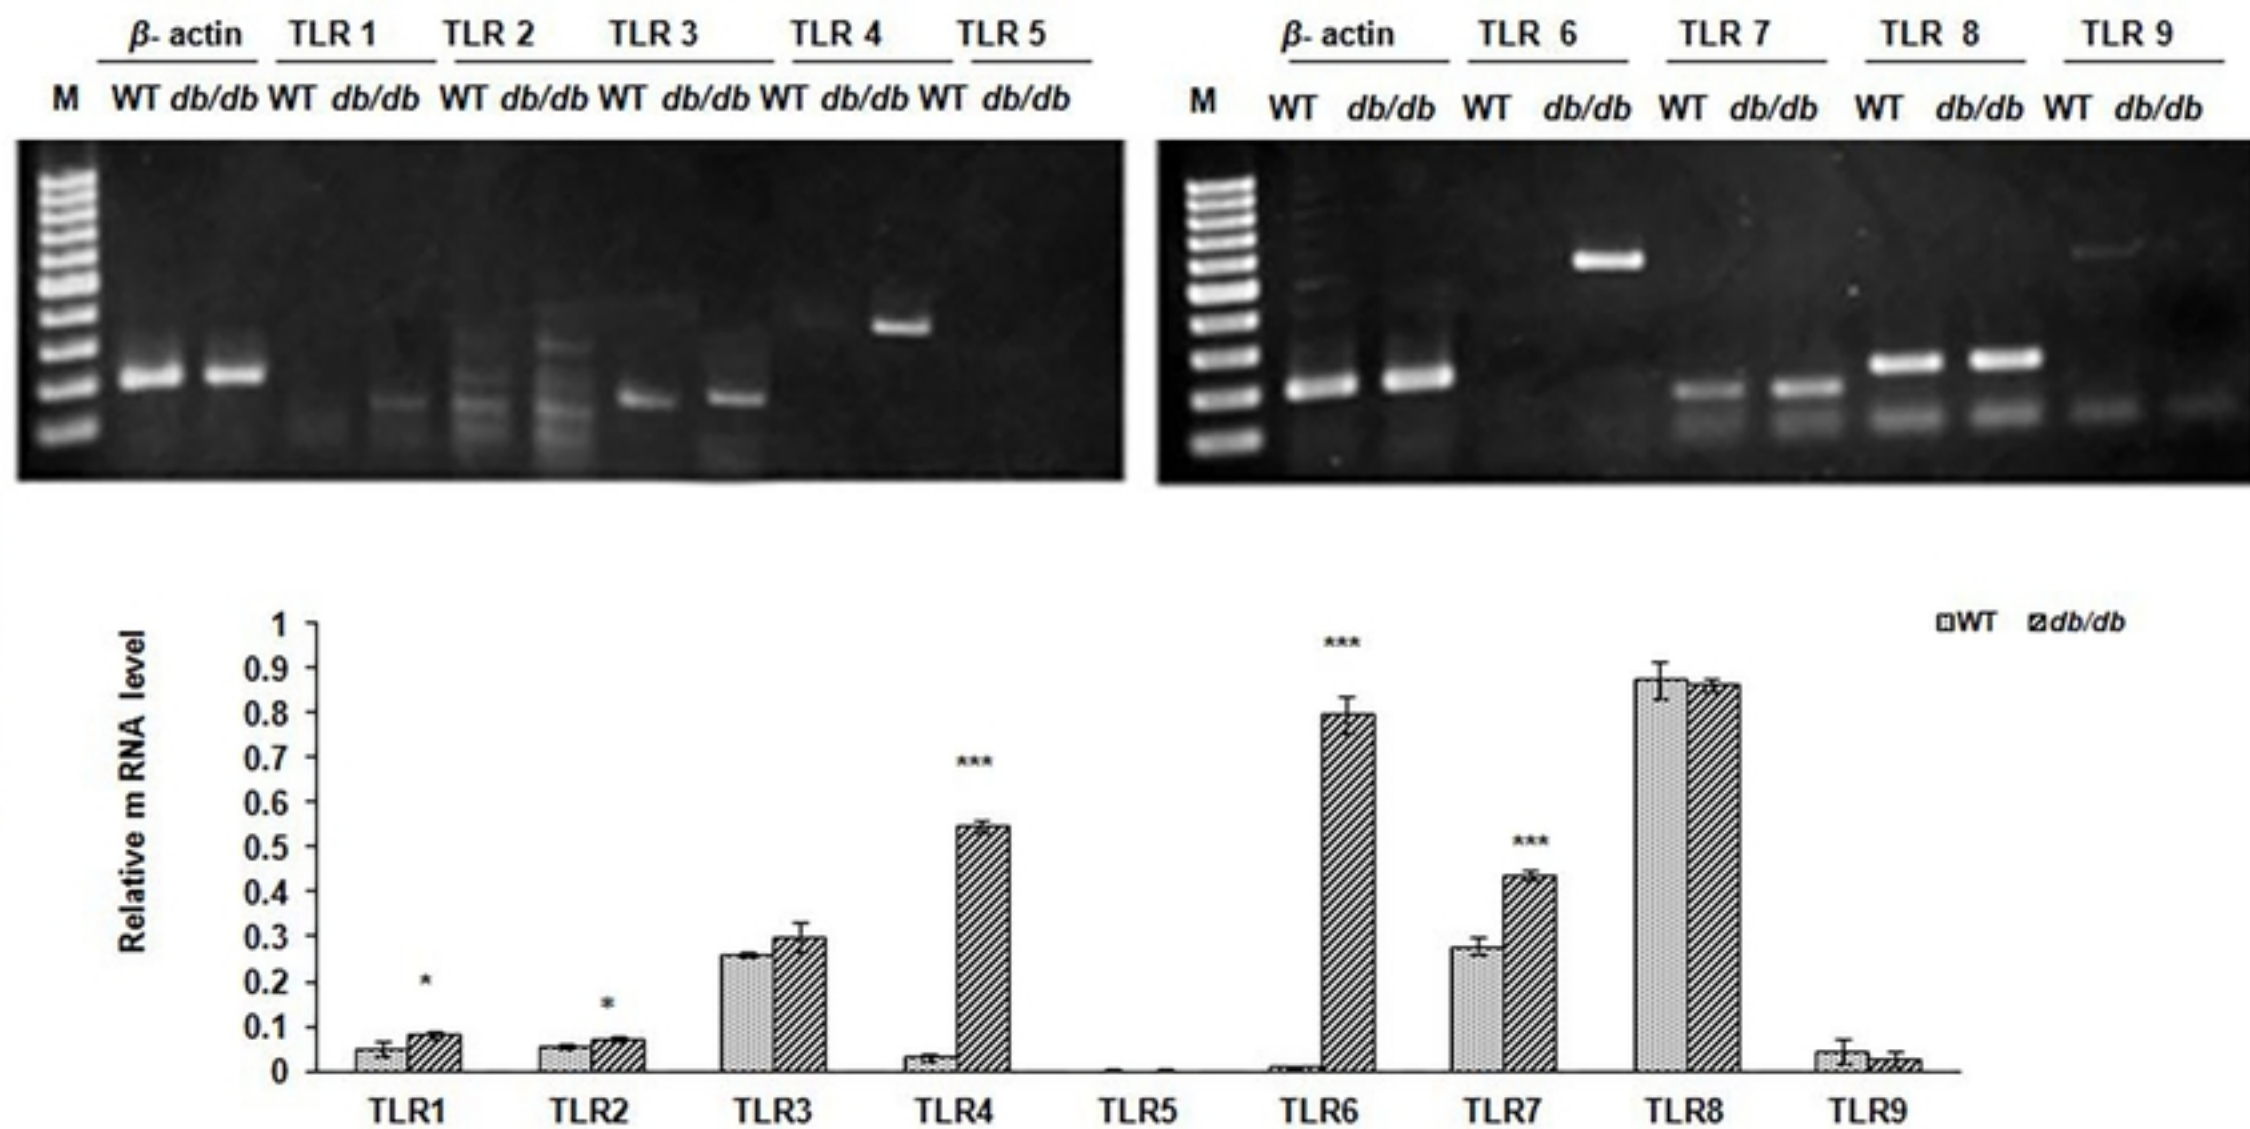 β- actin TLR 1 TLR 2 TLR 3 TLR 4 TLR 5
M WT db/db WT db/db WT db/db WT db/db WT db/db WT db/db
β- actin TLR 6 TLR 7 TLR 8 TLR 9
M WT db/db WT db/db WT db/db WT db/db WT db/db
Relative m RNA level
1
0.9
0.8
0.7
0.6
0.5
0.4
0.3
0.2
0.1
0
WT db/db
*
*
***
***
***
TLR1 TLR2 TLR3 TLR4 TLR5 TLR6 TLR7 TLR8 TLR9